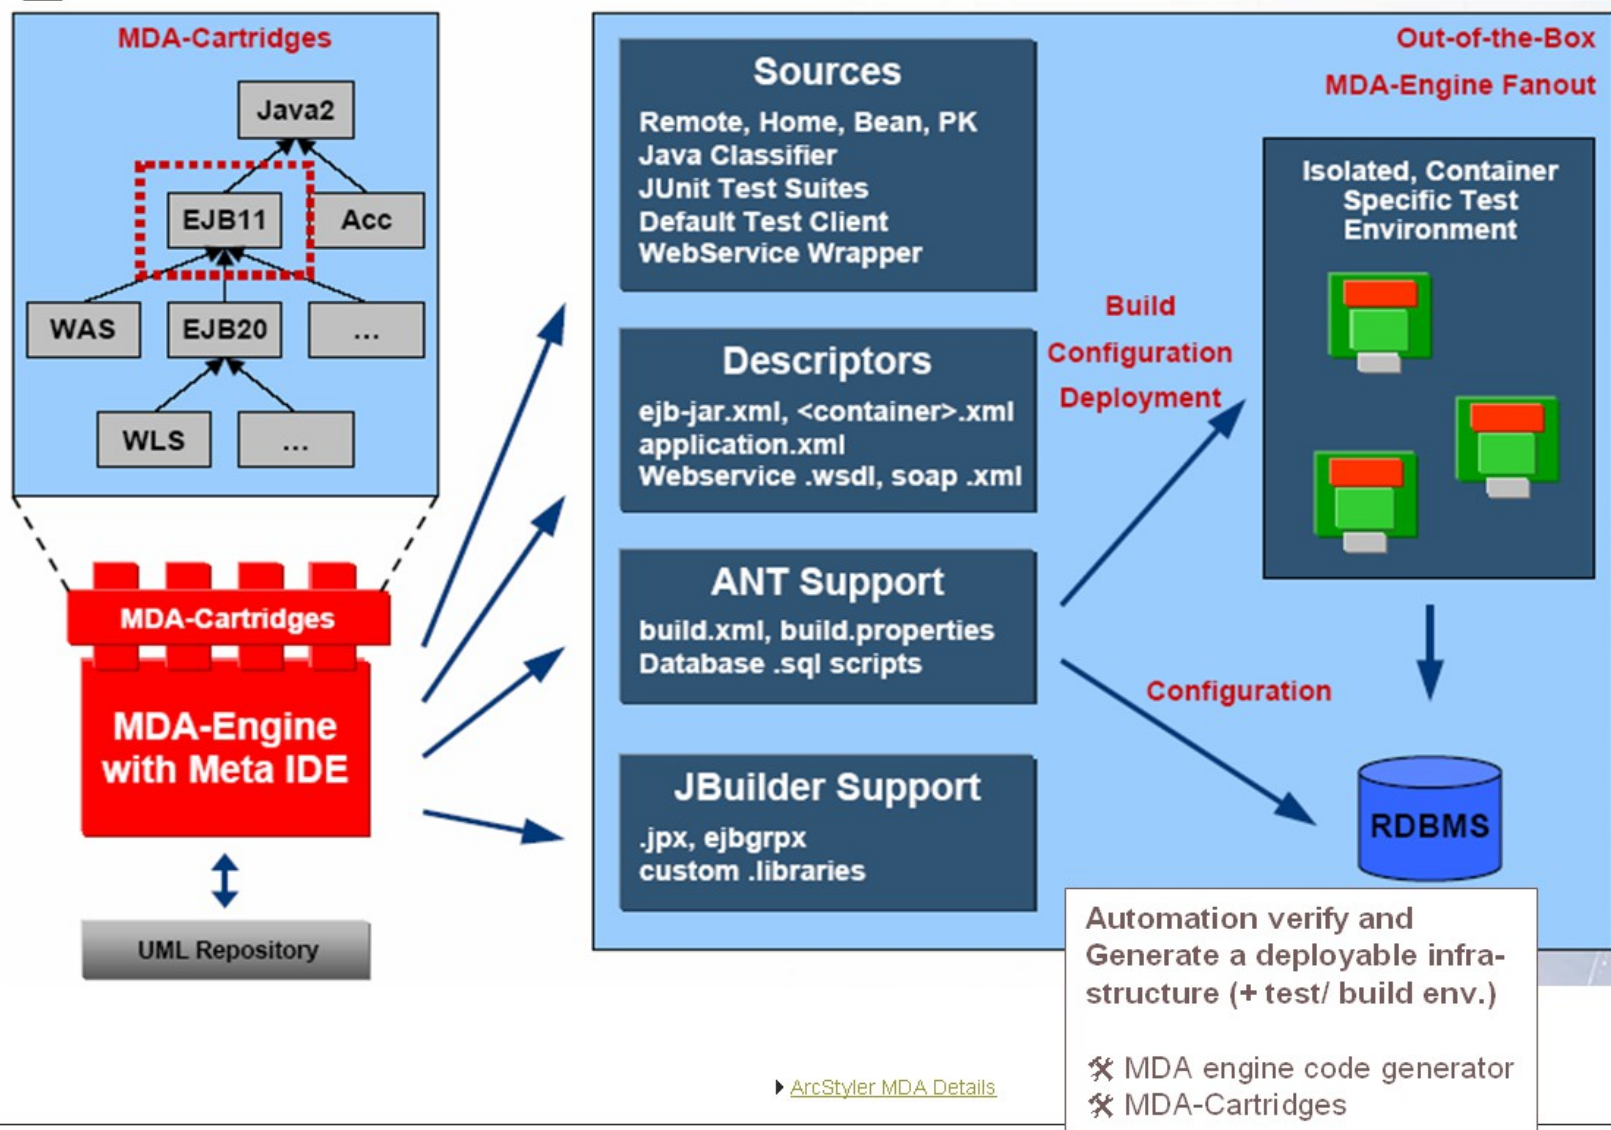 MDA-Cartridges
Java2
EJB11
Acc
WAS
EJB20
...
WLS
...
MDA-Cartridges
MDA-Engine
with Meta IDE
UML Repository
Out-of-the-Box
MDA-Engine Fanout
Sources
Remote, Home, Bean, PK
Java Classifier
JUnit Test Suites
Default Test Client
WebService Wrapper
Descriptors
ejb-jar.xml, <container>.xml
application.xml
Webservice .wsdl, soap .xml
ANT Support
build.xml, build.properties
Database .sql scripts
JBuilder Support
.jpx, ejbgrpx
custom .libraries
Build
Configuration
Deployment
Isolated, Container
Specific Test
Environment
Configuration
RDBMS
Automation verify and
Generate a deployable infra-
structure (+ test/ build env.)
MDA engine code generator
MDA-Cartridges
ArcStyler MDA Details